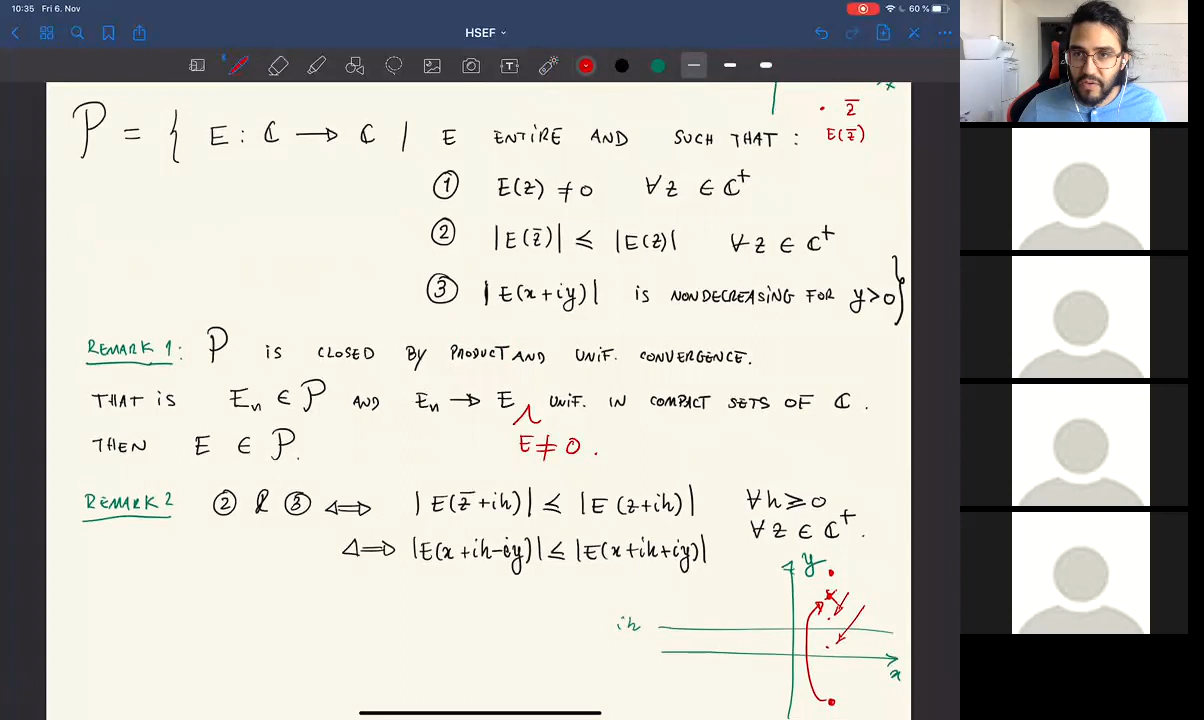 10:35 Fri 6. Nov
60 %
HSEF
x
z̄
E(z̄)
P = { E : ℂ → ℂ | E ENTIRE AND SUCH THAT :
① E(z) ≠ 0 ∀ z ∈ ℂ⁺
② |E(z̄)| ≤ |E(z)| ∀ z ∈ ℂ⁺
③ |E(x+iy)| is NONDECREASING FOR y>0 }
REMARK 1: P is CLOSED BY PRODUCT AND UNIF. CONVERGENCE.
THAT is Eₙ ∈ P AND Eₙ → E UNIF. IN COMPACT SETS OF ℂ.
THEN E ∈ P. E ≠ 0.
REMARK 2 ② & ③ ⟺ |E(z̄+ih)| ≤ |E(z+ih)| ∀h ≥ 0
∀ z ∈ ℂ⁺.
⟺ |E(x+ih-iy)| ≤ |E(x+ih+iy)|
y
ih
x